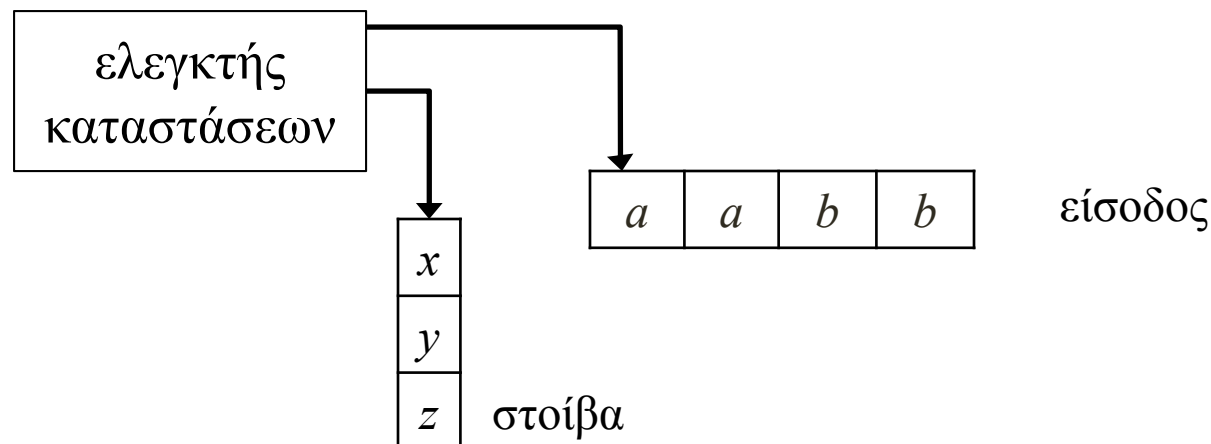 ελεγκτής
καταστάσεων
a a b b
είσοδος
x
y
z
στοίβα